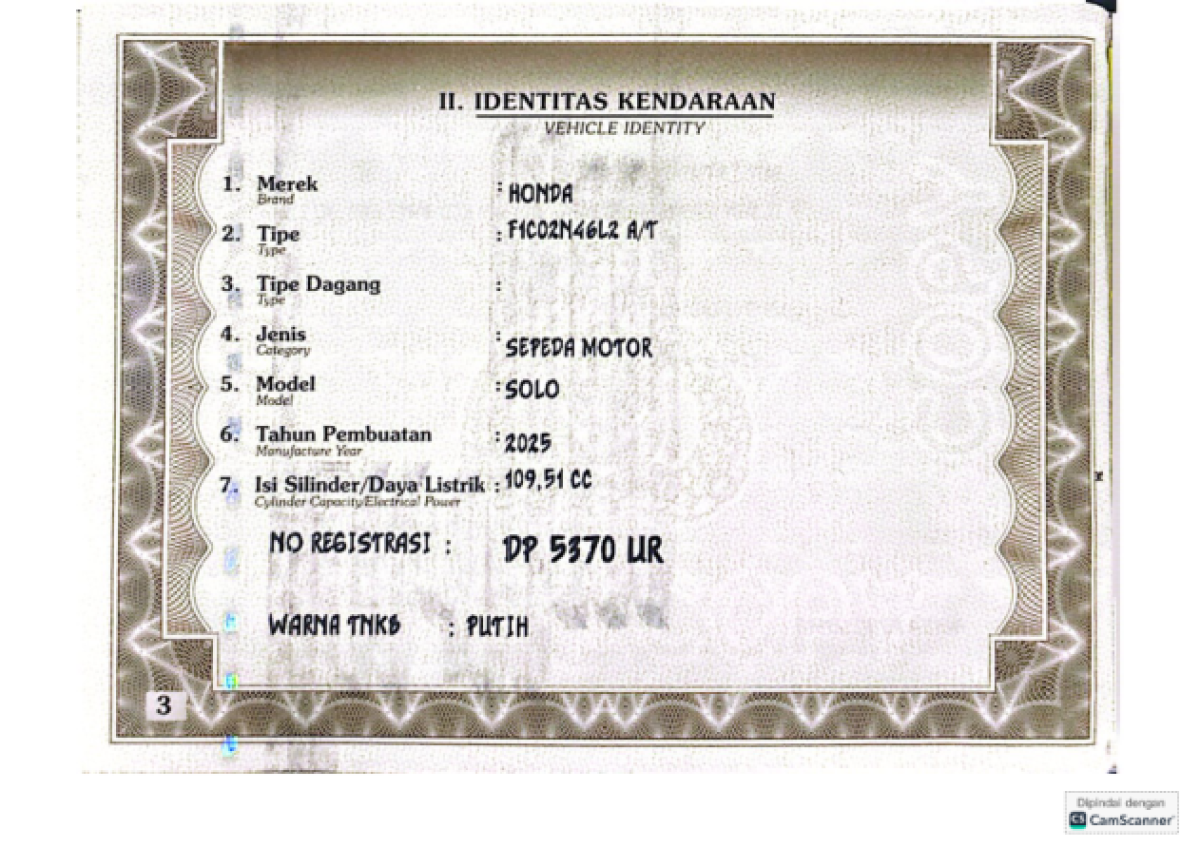 II. IDENTITAS KENDARAAN
VEHICLE IDENTITY
1. Merek : HONDA
Brand
2. Tipe : F1C02N46L2 A/T
Type
3. Tipe Dagang :
Type
4. Jenis : SEPEDA MOTOR
Category
5. Model : SOLO
Model
6. Tahun Pembuatan : 2025
Manufacture Year
7. Isi Silinder/Daya Listrik : 109,51 CC
Cylinder Capacity/Electrical Power
NO REGISTRASI : DP 5370 UR
WARNA TNKB : PUTIH
3
Dipindai dengan
CS CamScanner